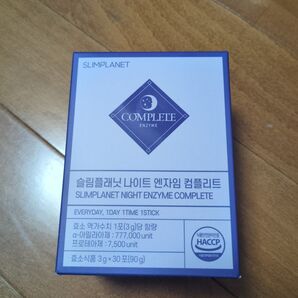 SLIMPLANET
COMPLETE
ENZYME
슬림플래닛 나이트 엔자임 컴플리트
SLIMPLANET NIGHT ENZYME COMPLETE
EVERYDAY, 1DAY 1TIME 1STICK
효소 역가수치 1포(3 g)당 함량
α-아밀라아제 : 777,000 unit
프로테아제 : 7,500 unit
효소식품 3 g × 30 포(90 g)
HACCP